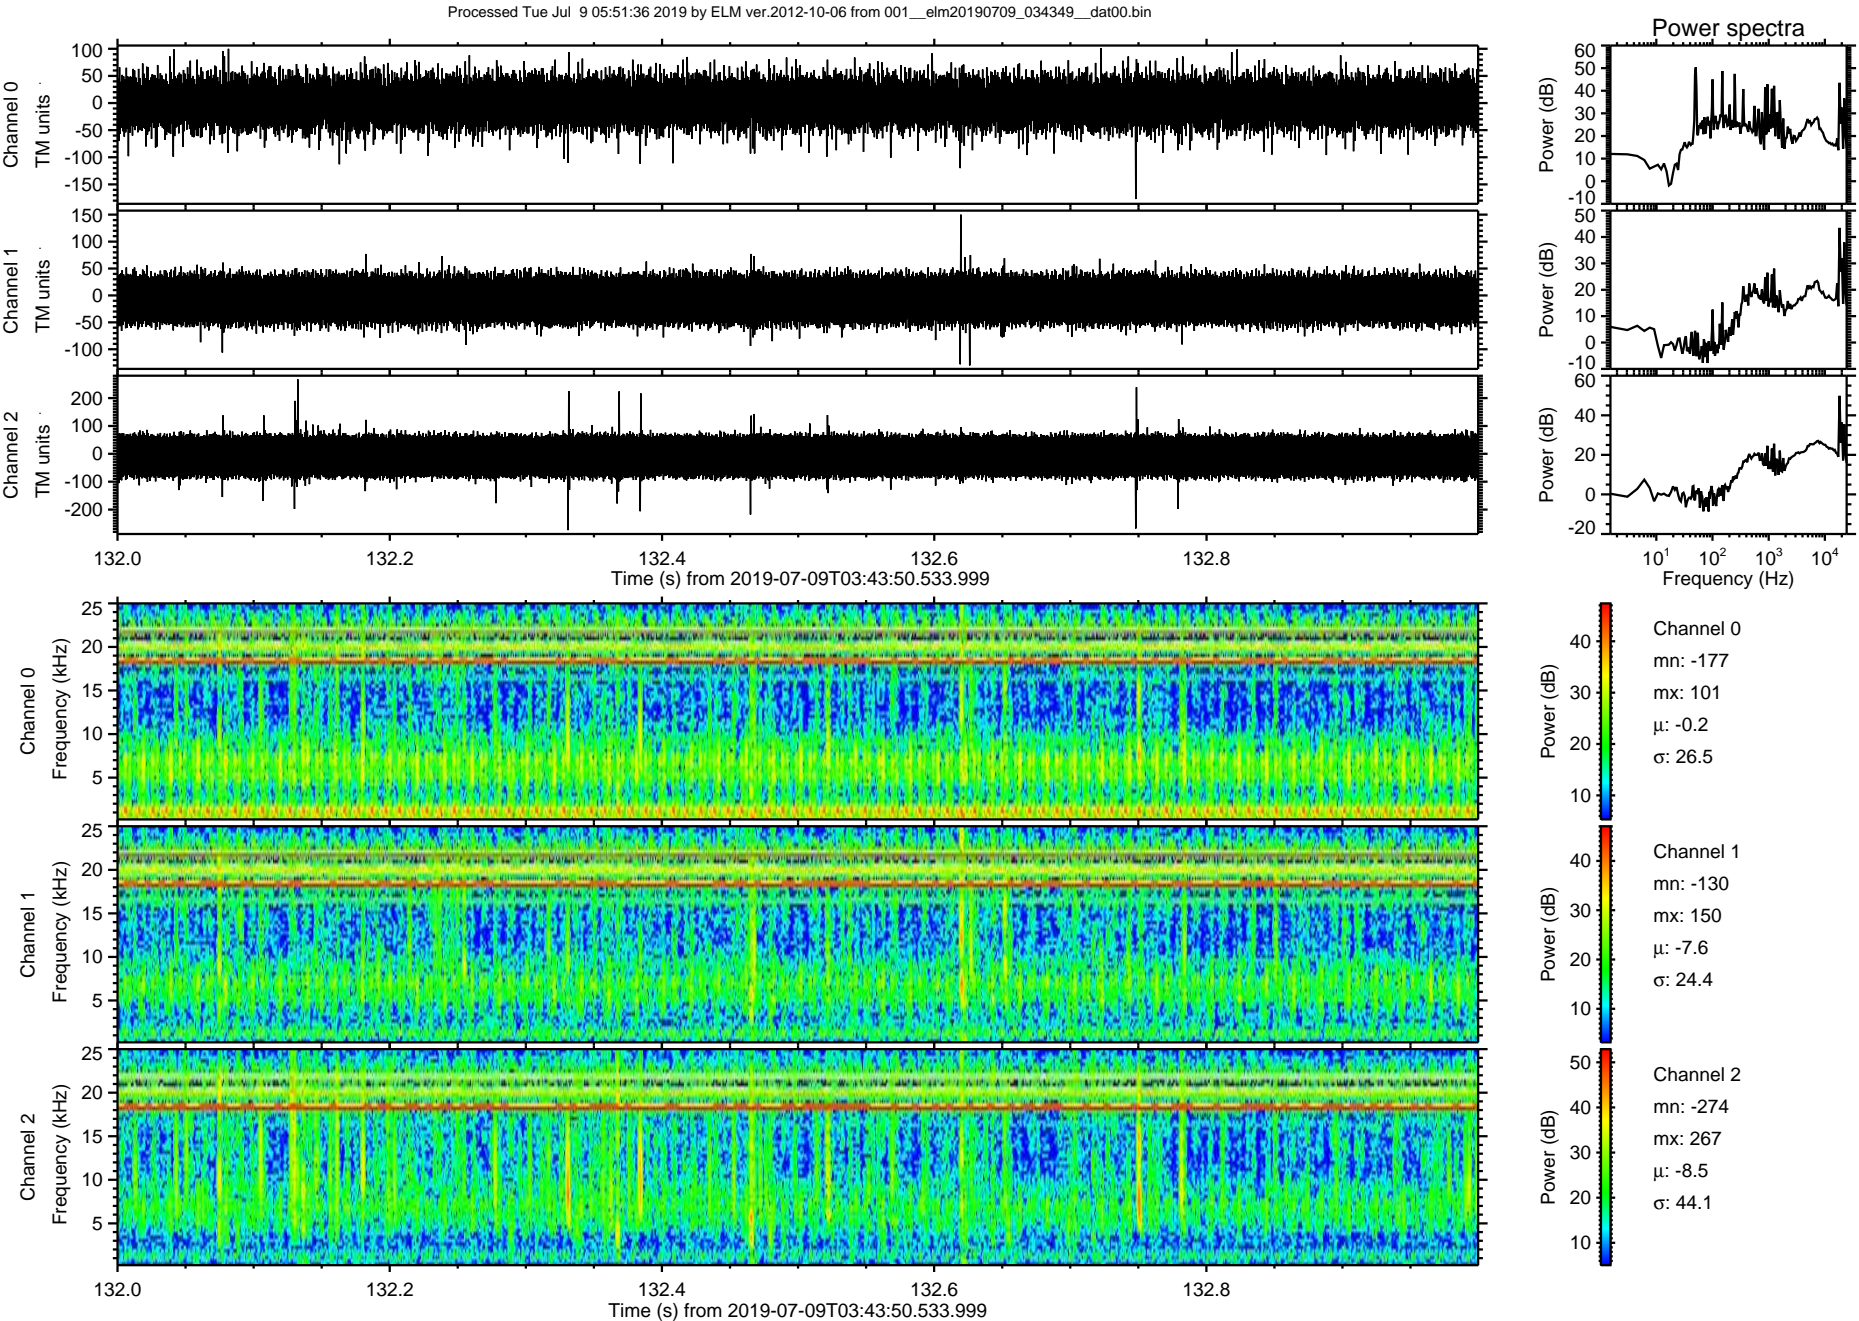 Processed Tue Jul  9 05:51:36 2019 by ELM ver.2012-10-06 from 001__elm20190709_034349__dat00.bin
Power spectra
Channel 0
TM units
100
50
0
-50
-100
-150
Power (dB)
60
50
40
30
20
10
0
-10
Channel 1
TM units
150
100
50
0
-50
-100
Power (dB)
50
40
30
20
10
0
-10
Channel 2
TM units
200
100
0
-100
-200
Power (dB)
60
40
20
0
-20
132.0 132.2 132.4 132.6 132.8
Time (s) from 2019-07-09T03:43:50.533.999
10^1 10^2 10^3 10^4
Frequency (Hz)
Channel 0
Frequency (kHz)
25
20
15
10
5
Power (dB)
40
30
20
10
Channel 0
mn: -177
mx: 101
μ: -0.2
σ: 26.5
Channel 1
Frequency (kHz)
25
20
15
10
5
Power (dB)
40
30
20
10
Channel 1
mn: -130
mx: 150
μ: -7.6
σ: 24.4
Channel 2
Frequency (kHz)
25
20
15
10
5
Power (dB)
50
40
30
20
10
Channel 2
mn: -274
mx: 267
μ: -8.5
σ: 44.1
132.0 132.2 132.4 132.6 132.8
Time (s) from 2019-07-09T03:43:50.533.999